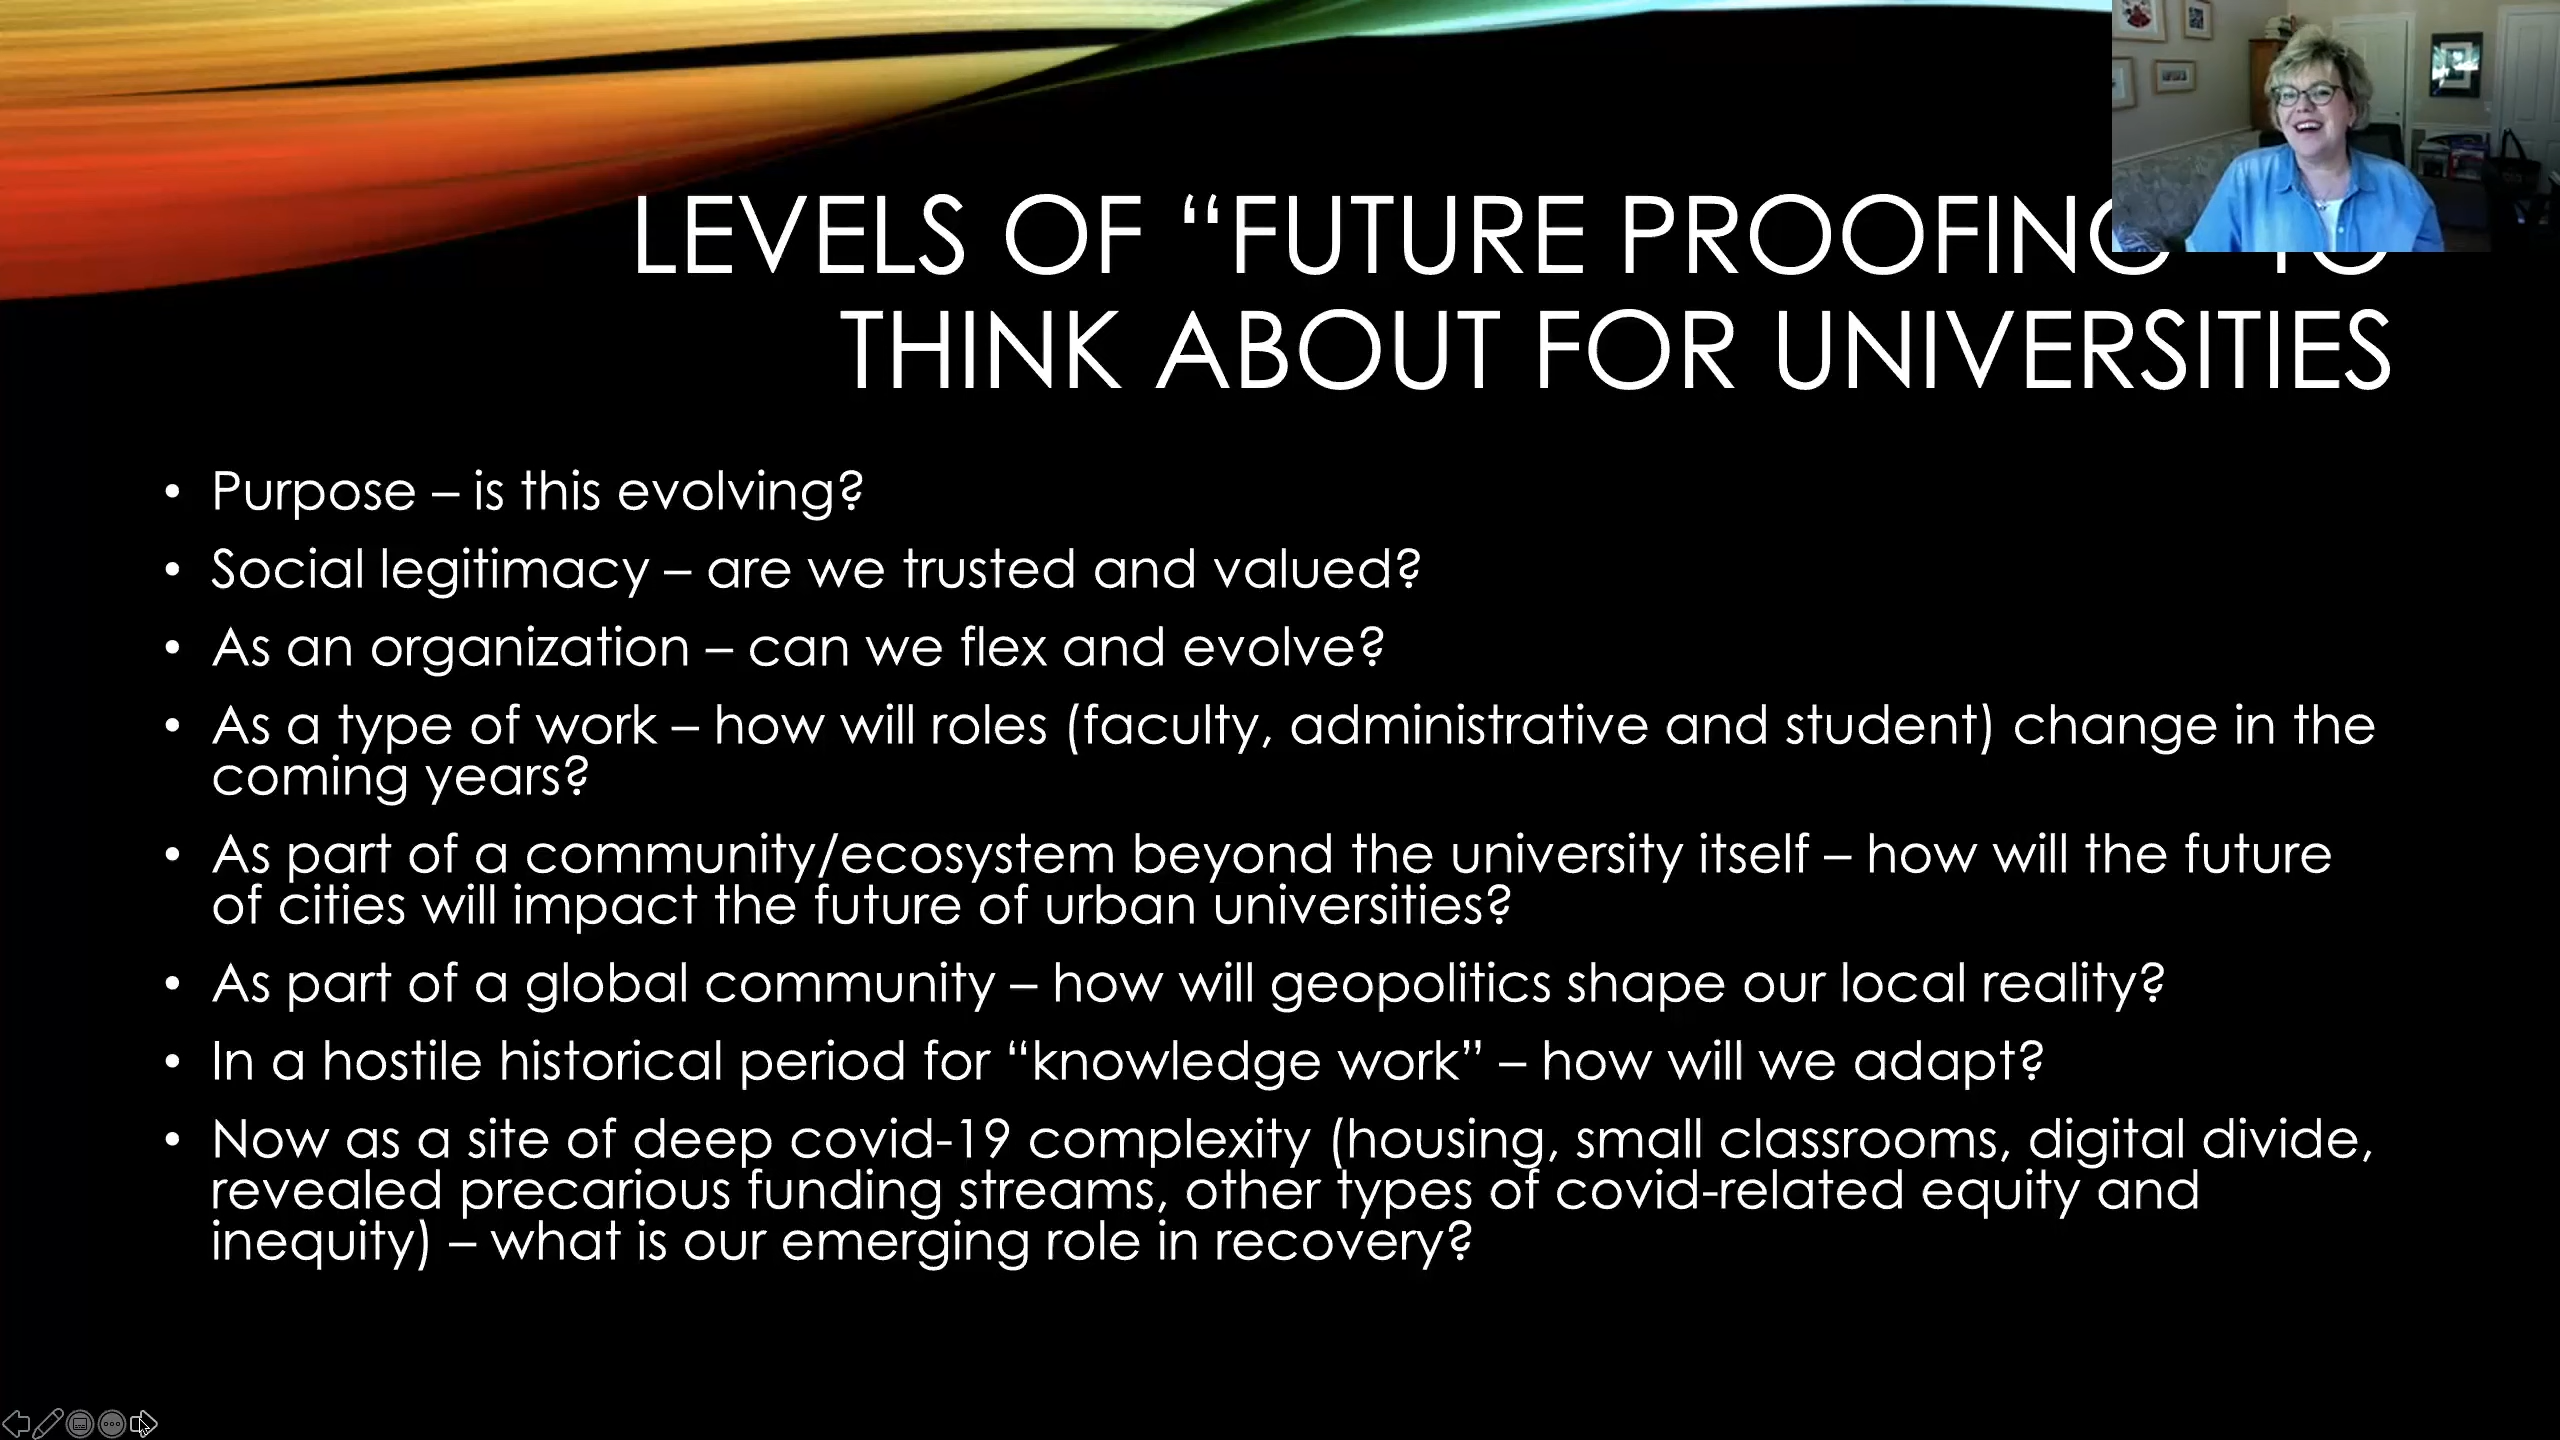 LEVELS OF “FUTURE PROOFING” TO
THINK ABOUT FOR UNIVERSITIES
• Purpose – is this evolving?
• Social legitimacy – are we trusted and valued?
• As an organization – can we flex and evolve?
• As a type of work – how will roles (faculty, administrative and student) change in the
coming years?
• As part of a community/ecosystem beyond the university itself – how will the future
of cities will impact the future of urban universities?
• As part of a global community – how will geopolitics shape our local reality?
• In a hostile historical period for “knowledge work” – how will we adapt?
• Now as a site of deep covid-19 complexity (housing, small classrooms, digital divide,
revealed precarious funding streams, other types of covid-related equity and
inequity) – what is our emerging role in recovery?